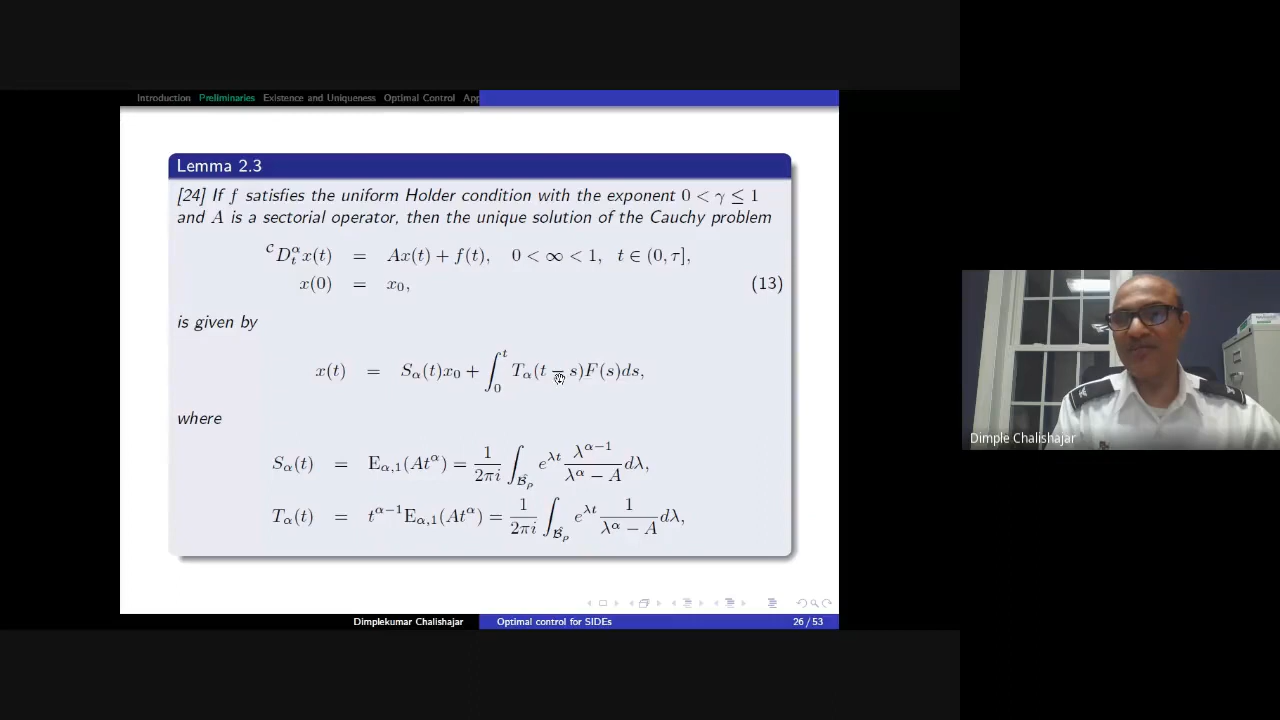 Introduction Preliminaries Existence and Uniqueness Optimal Control App
Lemma 2.3
[24] If f satisfies the uniform Holder condition with the exponent 0 < γ ≤ 1
and A is a sectorial operator, then the unique solution of the Cauchy problem
ᶜD_t^α x(t) = Ax(t) + f(t), 0 < ∞ < 1, t ∈ (0, τ],
x(0) = x₀, (13)
is given by
x(t) = S_α(t)x₀ + ∫₀^t T_α(t − s)F(s)ds,
where
S_α(t) = E_{α,1}(At^α) = 1/(2πi) ∫_{\hat{B}_ρ} e^{λt} λ^{α−1}/(λ^α − A) dλ,
T_α(t) = t^{α−1}E_{α,1}(At^α) = 1/(2πi) ∫_{\hat{B}_ρ} e^{λt} 1/(λ^α − A) dλ,
Dimplekumar Chalishajar Optimal control for SIDEs 26 / 53
Dimple Chalishajar